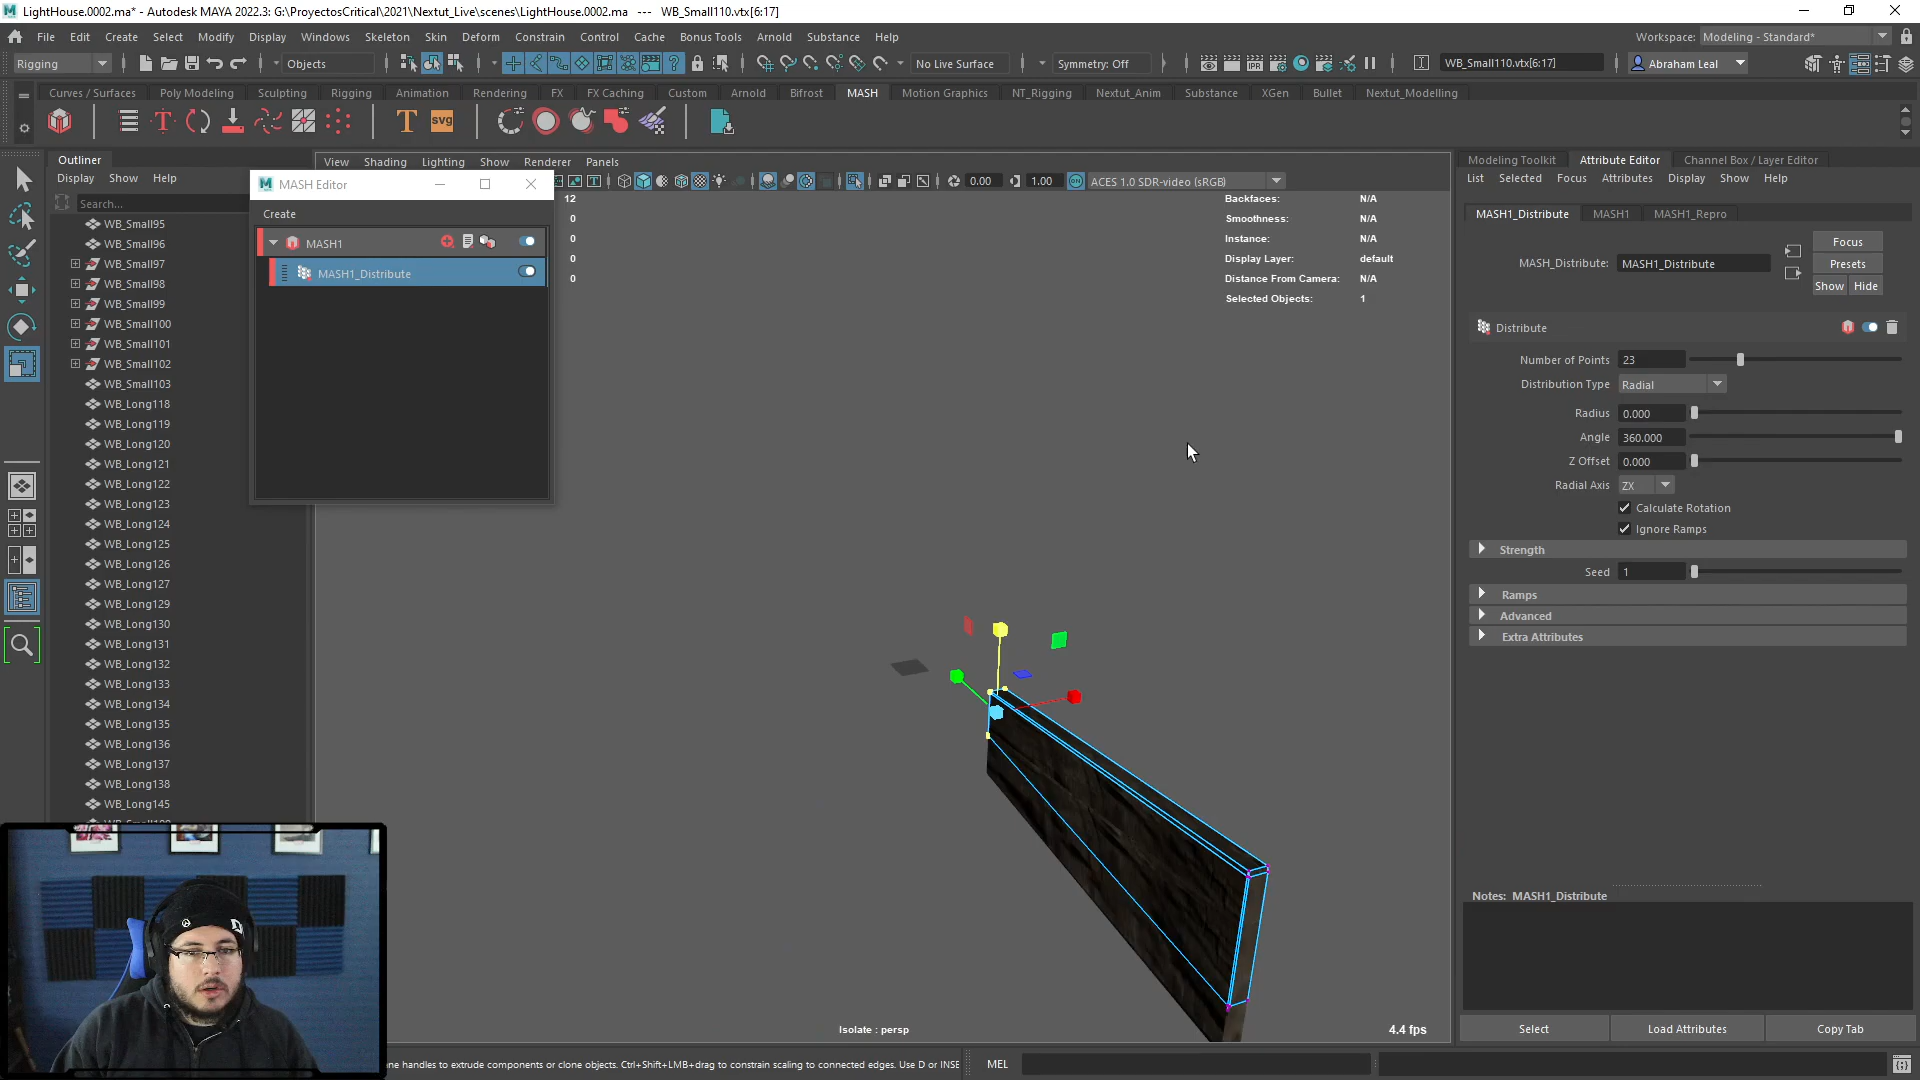 LightHouse.0002.ma* - Autodesk MAYA 2022.3: G:\ProyectosCritical\2021\Nextut_Live\scenes\LightHouse.0002.ma --- WB_Small110.vtx[6:17]
File Edit Create Select Modify Display Windows Skeleton Skin Deform Constrain Control Cache Bonus Tools Arnold Substance Help
Workspace: Modeling - Standard*
Rigging Objects No Live Surface Symmetry: Off WB_Small110.vtx[6:17] Abraham Leal
Curves / Surfaces Poly Modeling Sculpting Rigging Animation Rendering FX FX Caching Custom Arnold Bifrost MASH Motion Graphics NT_Rigging Nextut_Anim Substance XGen Bullet Nextut_Modelling
T T svg
Outliner
Display Show Help
Search...
WB_Small95
WB_Small96
WB_Small97
WB_Small98
WB_Small99
WB_Small100
WB_Small101
WB_Small102
WB_Small103
WB_Long118
WB_Long119
WB_Long120
WB_Long121
WB_Long122
WB_Long123
WB_Long124
WB_Long125
WB_Long126
WB_Long127
WB_Long129
WB_Long130
WB_Long131
WB_Long132
WB_Long133
WB_Long134
WB_Long135
WB_Long136
WB_Long137
WB_Long138
WB_Long145
MASH Editor
Create
MASH1
MASH1_Distribute
View Shading Lighting Show Renderer Panels
0.00 1.00 ON ACES 1.0 SDR-video (sRGB)
12
0
0
0
0
Backfaces: N/A
Smoothness: N/A
Instance: N/A
Display Layer: default
Distance From Camera: N/A
Selected Objects: 1
Isolate : persp
4.4 fps
Modeling Toolkit Attribute Editor Channel Box / Layer Editor
List Selected Focus Attributes Display Show Help
MASH1_Distribute MASH1 MASH1_Repro
MASH_Distribute: MASH1_Distribute
Focus
Presets
Show Hide
Distribute
Number of Points 23
Distribution Type Radial
Radius 0.000
Angle 360.000
Z Offset 0.000
Radial Axis ZX
Calculate Rotation
Ignore Ramps
Strength
Seed 1
Ramps
Advanced
Extra Attributes
Notes: MASH1_Distribute
Select Load Attributes Copy Tab
ne handles to extrude components or clone objects. Ctrl+Shift+LMB+drag to constrain scaling to connected edges. Use D or INSE
MEL